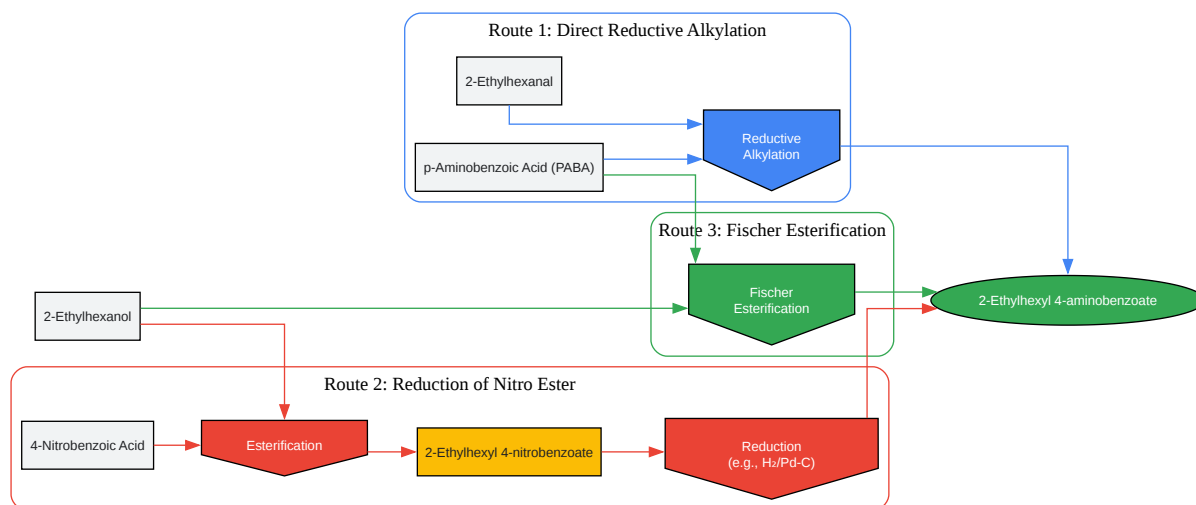 Route 1: Direct Reductive Alkylation
2-Ethylhexanal
Reductive
Alkylation
p-Aminobenzoic Acid (PABA)
Route 3: Fischer Esterification
Fischer
Esterification
2-Ethylhexyl 4-aminobenzoate
2-Ethylhexanol
Route 2: Reduction of Nitro Ester
4-Nitrobenzoic Acid
Esterification
2-Ethylhexyl 4-nitrobenzoate
Reduction
(e.g., H₂/Pd-C)